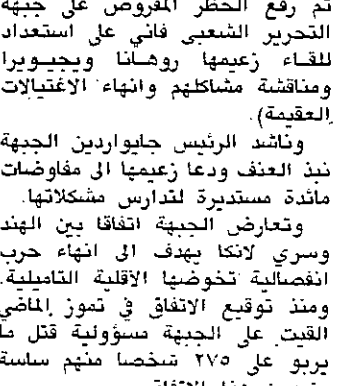 تم رفع الحظر المفروض على جبهة
التحرير الشعبى فاني على استعداد
للقاء زعيمها روهانا ويجيويرا
ومناقشة مشاكلهم وانهاء الاغتيالات
العقيمة).
وناشد الرئيس جايواردين الجبهة
نبذ العنف ودعا زعيمها الى مفاوضات
مائدة مستديرة لتدارس مشكلاتها.
وتعارض الجبهة اتفاقا بين الهند
وسري لانكا يهدف الى انهاء حرب
انفصالية تخوضها الاقلية التاميلية.
ومنذ توقيع الاتفاق في تموز الماضي
القيت على الجبهة مسؤولية قتل ما
يربو على ٢٧٥ شخصا منهم ساسة